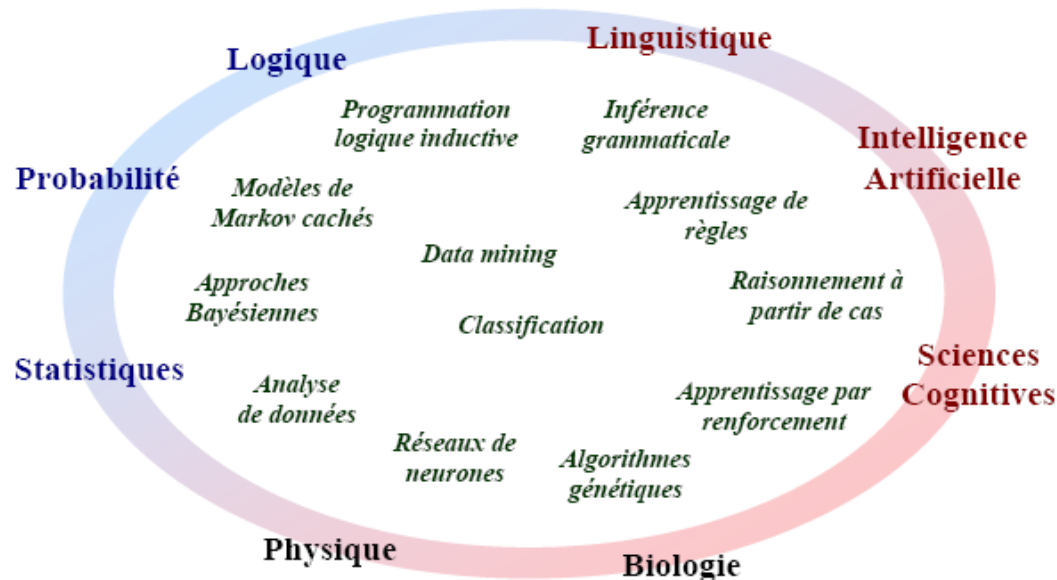 Linguistique
Logique
Programmation
logique inductive
Inférence
grammaticale
Intelligence
Artificielle
Probabilité
Modèles de
Markov cachés
Apprentissage de
règles
Data mining
Approches
Bayésiennes
Raisonnement à
partir de cas
Classification
Statistiques
Sciences
Cognitives
Analyse
de données
Apprentissage par
renforcement
Réseaux de
neurones
Algorithmes
génétiques
Physique
Biologie